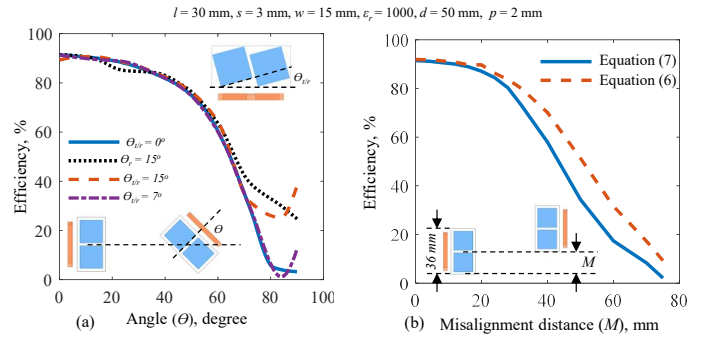 l = 30 mm, s = 3 mm, w = 15 mm, εr = 1000, d = 50 mm, p = 2 mm
100
80
60
40
20
0
Efficiency, %
Θt/r
Θt/r = 0°
Θr = 15°
Θt/r = 15°
Θt/r = 7°
Θ
0 20 40 60 80 100
(a) Angle (Θ), degree
100
80
60
40
20
0
Efficiency, %
Equation (7)
Equation (6)
36 mm
M
0 20 40 60 80
(b) Misalignment distance (M), mm